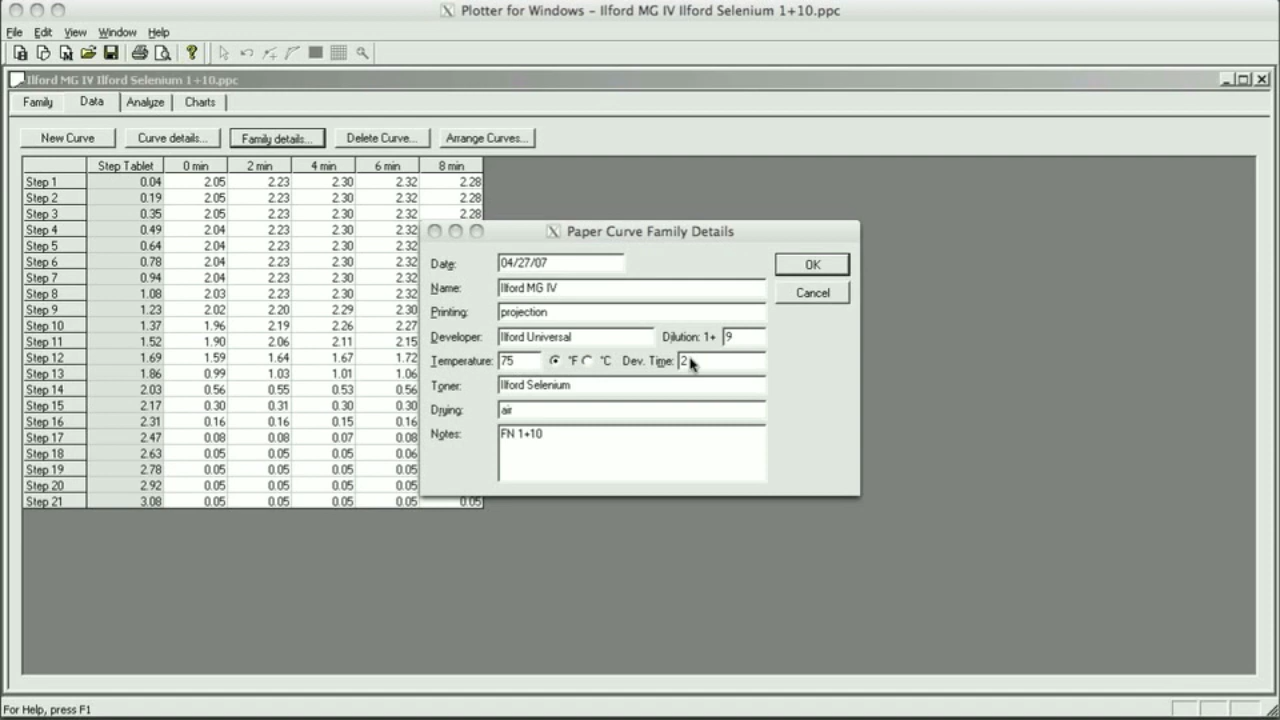 Plotter for Windows - Ilford MG IV Ilford Selenium 1+10.ppc
File Edit View Window Help
Ilford MG IV Ilford Selenium 1+10.ppc
Family Data Analyze Charts
New Curve Curve details... Family details... Delete Curve... Arrange Curves...
Step Tablet 0 min 2 min 4 min 6 min 8 min
Step 1 0.04 2.05 2.23 2.30 2.32 2.28
Step 2 0.19 2.05 2.23 2.30 2.32 2.28
Step 3 0.35 2.05 2.23 2.30 2.32 2.28
Step 4 0.49 2.04 2.23 2.30 2.32
Step 5 0.64 2.04 2.23 2.30 2.32
Step 6 0.78 2.04 2.23 2.30 2.32
Step 7 0.94 2.04 2.23 2.30 2.32
Step 8 1.08 2.03 2.23 2.30 2.32
Step 9 1.23 2.02 2.20 2.29 2.30
Step 10 1.37 1.96 2.19 2.26 2.27
Step 11 1.52 1.90 2.06 2.11 2.15
Step 12 1.69 1.59 1.64 1.67 1.72
Step 13 1.86 0.99 1.03 1.01 1.06
Step 14 2.03 0.56 0.55 0.53 0.56
Step 15 2.17 0.30 0.31 0.30 0.30
Step 16 2.31 0.16 0.16 0.15 0.16
Step 17 2.47 0.08 0.08 0.07 0.08
Step 18 2.63 0.05 0.05 0.05 0.06
Step 19 2.78 0.05 0.05 0.05 0.05
Step 20 2.92 0.05 0.05 0.05 0.05
Step 21 3.08 0.05 0.05 0.05 0.05 0.05
Paper Curve Family Details
Date: 04/27/07 OK
Name: Ilford MG IV Cancel
Printing: projection
Developer: Ilford Universal Dilution: 1+ 9
Temperature: 75 °F °C Dev. Time: 2
Toner: Ilford Selenium
Drying: air
Notes: FN 1+10
For Help, press F1